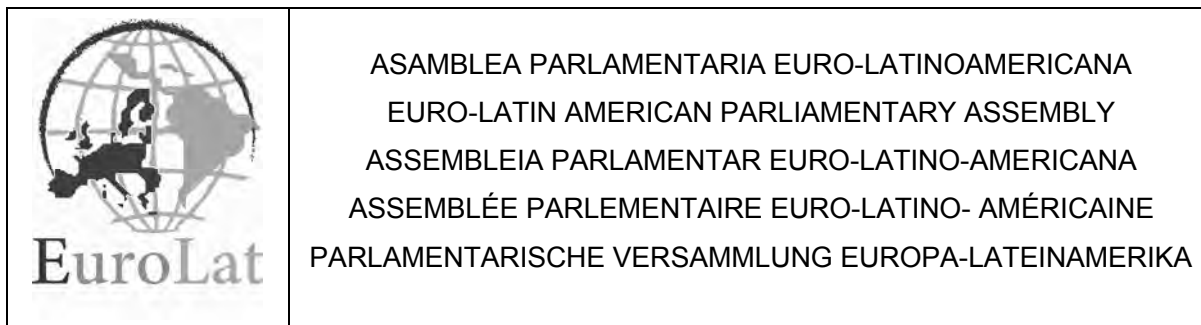 EuroLat
ASAMBLEA PARLAMENTARIA EURO-LATINOAMERICANA
EURO-LATIN AMERICAN PARLIAMENTARY ASSEMBLY
ASSEMBLEIA PARLAMENTAR EURO-LATINO-AMERICANA
ASSEMBLÉE PARLEMENTAIRE EURO-LATINO- AMÉRICAINE
PARLAMENTARISCHE VERSAMMLUNG EUROPA-LATEINAMERIKA